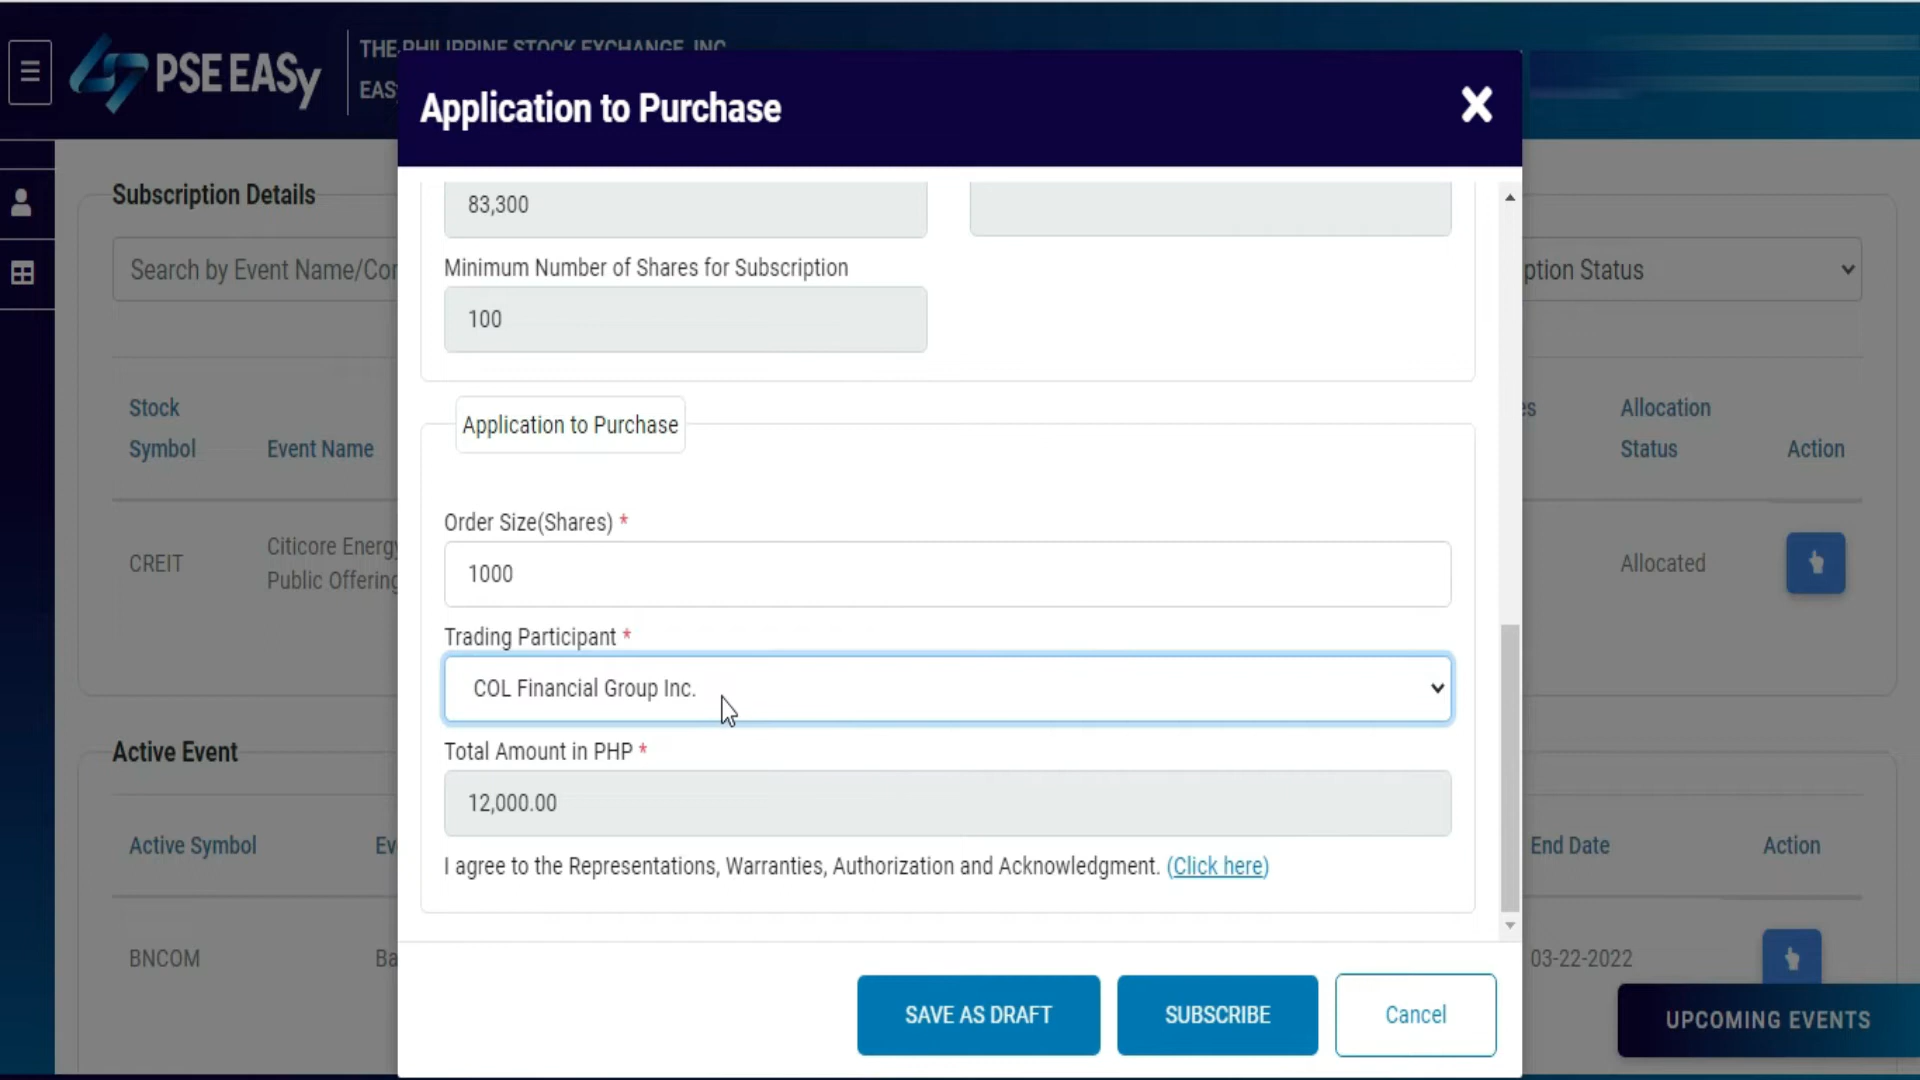 PSE EASy
THE PHILIPPINE STOCK EXCHANGE, INC
EAS
Application to Purchase
Subscription Details
Search by Event Name/Cor
ption Status
83,300
Minimum Number of Shares for Subscription
100
Stock
Symbol
Event Name
es
Allocation
Status
Action
Application to Purchase
CREIT
Citicore Energy
Public Offering
Allocated
Order Size(Shares) *
1000
Trading Participant *
COL Financial Group Inc.
Total Amount in PHP *
12,000.00
I agree to the Representations, Warranties, Authorization and Acknowledgment. (Click here)
Active Event
Active Symbol
Ev
End Date
Action
BNCOM
Ba
03-22-2022
SAVE AS DRAFT
SUBSCRIBE
Cancel
UPCOMING EVENTS